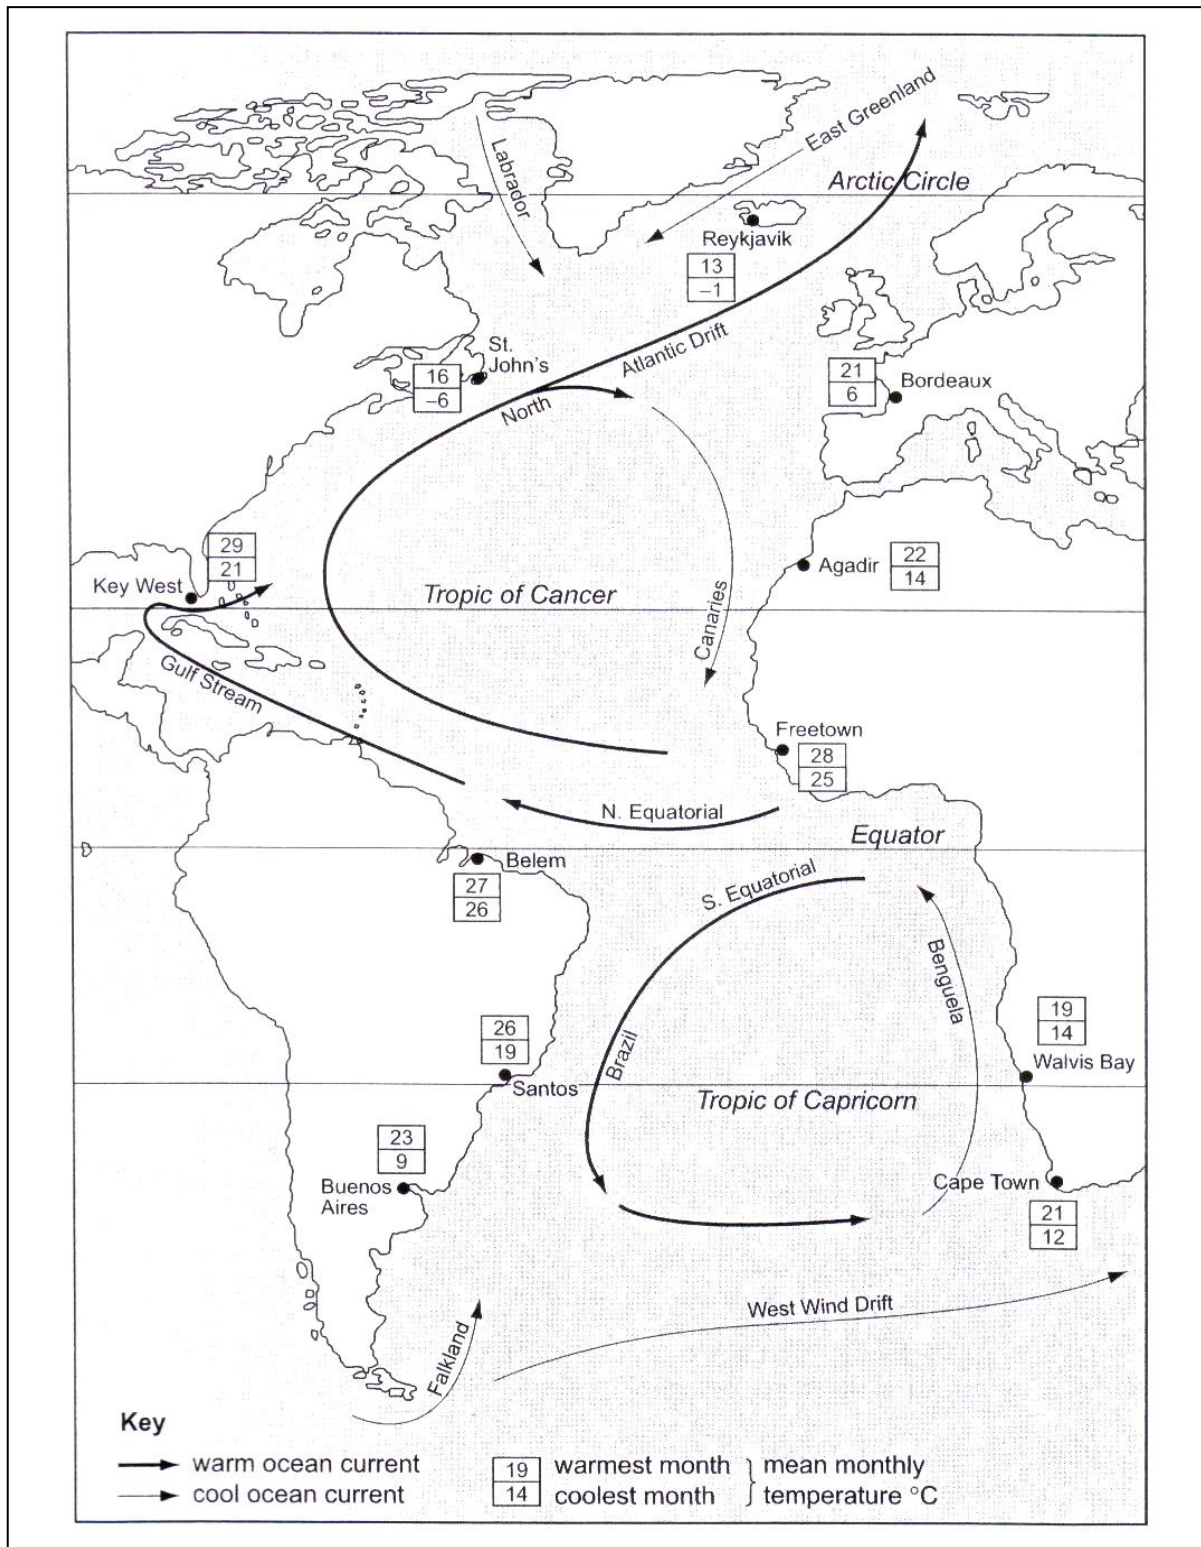 East Greenland
Labrador
Arctic Circle
Reykjavik
13
–1
St.
John's
16
–6
Atlantic Drift
North
21
6
Bordeaux
29
21
Key West
Agadir
22
14
Tropic of Cancer
Canaries
Gulf Stream
Freetown
28
25
N. Equatorial
Equator
Belem
27
26
S. Equatorial
Benguela
26
19
Santos
Brazil
19
14
Walvis Bay
Tropic of Capricorn
23
9
Buenos
Aires
Cape Town
21
12
West Wind Drift
Falkland
Key
warm ocean current
cool ocean current
19 warmest month
14 coolest month
mean monthly
temperature °C